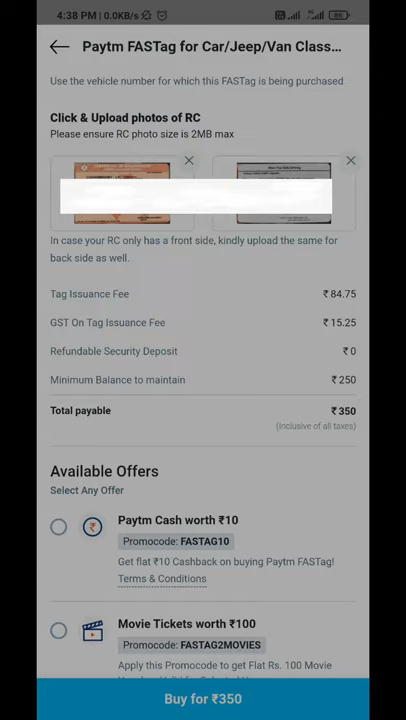 4:38 PM | 0.0KB/s
86
Paytm FASTag for Car/Jeep/Van Class...
Use the vehicle number for which this FASTag is being purchased
Click & Upload photos of RC
Please ensure RC photo size is 2MB max
In case your RC only has a front side, kindly upload the same for
back side as well.
Tag Issuance Fee ₹ 84.75
GST On Tag Issuance Fee ₹ 15.25
Refundable Security Deposit ₹ 0
Minimum Balance to maintain ₹ 250
Total payable ₹ 350
(inclusive of all taxes)
Available Offers
Select Any Offer
Paytm Cash worth ₹10
Promocode: FASTAG10
Get flat ₹10 Cashback on buying Paytm FASTag!
Terms & Conditions
Movie Tickets worth ₹100
Promocode: FASTAG2MOVIES
Apply this Promocode to get Flat Rs. 100 Movie
Buy for ₹350